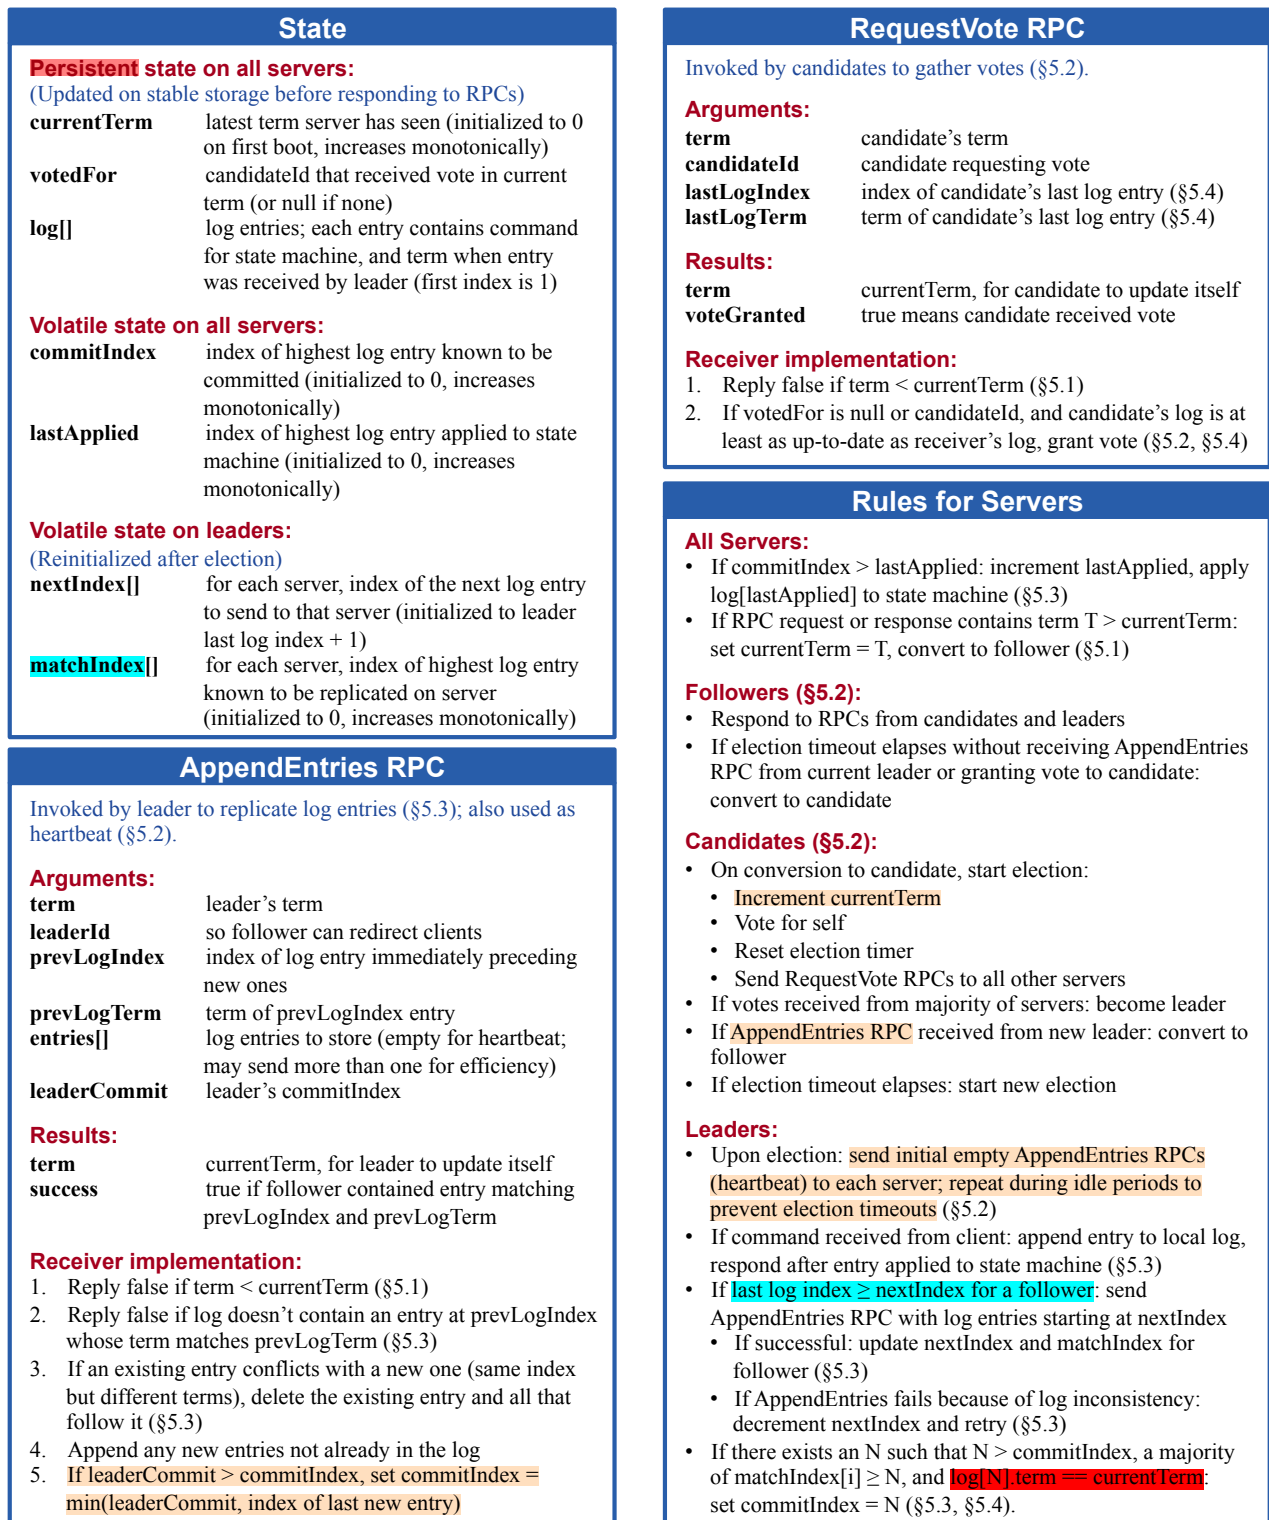 State
Persistent state on all servers:
(Updated on stable storage before responding to RPCs)
currentTerm latest term server has seen (initialized to 0
on first boot, increases monotonically)
votedFor candidateId that received vote in current
term (or null if none)
log[] log entries; each entry contains command
for state machine, and term when entry
was received by leader (first index is 1)
Volatile state on all servers:
commitIndex index of highest log entry known to be
committed (initialized to 0, increases
monotonically)
lastApplied index of highest log entry applied to state
machine (initialized to 0, increases
monotonically)
Volatile state on leaders:
(Reinitialized after election)
nextIndex[] for each server, index of the next log entry
to send to that server (initialized to leader
last log index + 1)
matchIndex[] for each server, index of highest log entry
known to be replicated on server
(initialized to 0, increases monotonically)
AppendEntries RPC
Invoked by leader to replicate log entries (§5.3); also used as
heartbeat (§5.2).
Arguments:
term leader’s term
leaderId so follower can redirect clients
prevLogIndex index of log entry immediately preceding
new ones
prevLogTerm term of prevLogIndex entry
entries[] log entries to store (empty for heartbeat;
may send more than one for efficiency)
leaderCommit leader’s commitIndex
Results:
term currentTerm, for leader to update itself
success true if follower contained entry matching
prevLogIndex and prevLogTerm
Receiver implementation:
1. Reply false if term < currentTerm (§5.1)
2. Reply false if log doesn’t contain an entry at prevLogIndex
whose term matches prevLogTerm (§5.3)
3. If an existing entry conflicts with a new one (same index
but different terms), delete the existing entry and all that
follow it (§5.3)
4. Append any new entries not already in the log
5. If leaderCommit > commitIndex, set commitIndex =
min(leaderCommit, index of last new entry)
RequestVote RPC
Invoked by candidates to gather votes (§5.2).
Arguments:
term candidate’s term
candidateId candidate requesting vote
lastLogIndex index of candidate’s last log entry (§5.4)
lastLogTerm term of candidate’s last log entry (§5.4)
Results:
term currentTerm, for candidate to update itself
voteGranted true means candidate received vote
Receiver implementation:
1. Reply false if term < currentTerm (§5.1)
2. If votedFor is null or candidateId, and candidate’s log is at
least as up-to-date as receiver’s log, grant vote (§5.2, §5.4)
Rules for Servers
All Servers:
• If commitIndex > lastApplied: increment lastApplied, apply
log[lastApplied] to state machine (§5.3)
• If RPC request or response contains term T > currentTerm:
set currentTerm = T, convert to follower (§5.1)
Followers (§5.2):
• Respond to RPCs from candidates and leaders
• If election timeout elapses without receiving AppendEntries
RPC from current leader or granting vote to candidate:
convert to candidate
Candidates (§5.2):
• On conversion to candidate, start election:
• Increment currentTerm
• Vote for self
• Reset election timer
• Send RequestVote RPCs to all other servers
• If votes received from majority of servers: become leader
• If AppendEntries RPC received from new leader: convert to
follower
• If election timeout elapses: start new election
Leaders:
• Upon election: send initial empty AppendEntries RPCs
(heartbeat) to each server; repeat during idle periods to
prevent election timeouts (§5.2)
• If command received from client: append entry to local log,
respond after entry applied to state machine (§5.3)
• If last log index ≥ nextIndex for a follower: send
AppendEntries RPC with log entries starting at nextIndex
• If successful: update nextIndex and matchIndex for
follower (§5.3)
• If AppendEntries fails because of log inconsistency:
decrement nextIndex and retry (§5.3)
• If there exists an N such that N > commitIndex, a majority
of matchIndex[i] ≥ N, and log[N].term == currentTerm:
set commitIndex = N (§5.3, §5.4).